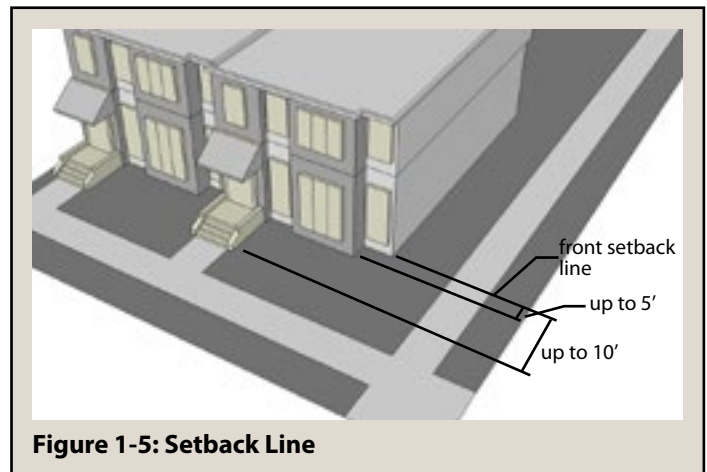 front setback
line
up to 5′
up to 10′
Figure 1-5: Setback Line